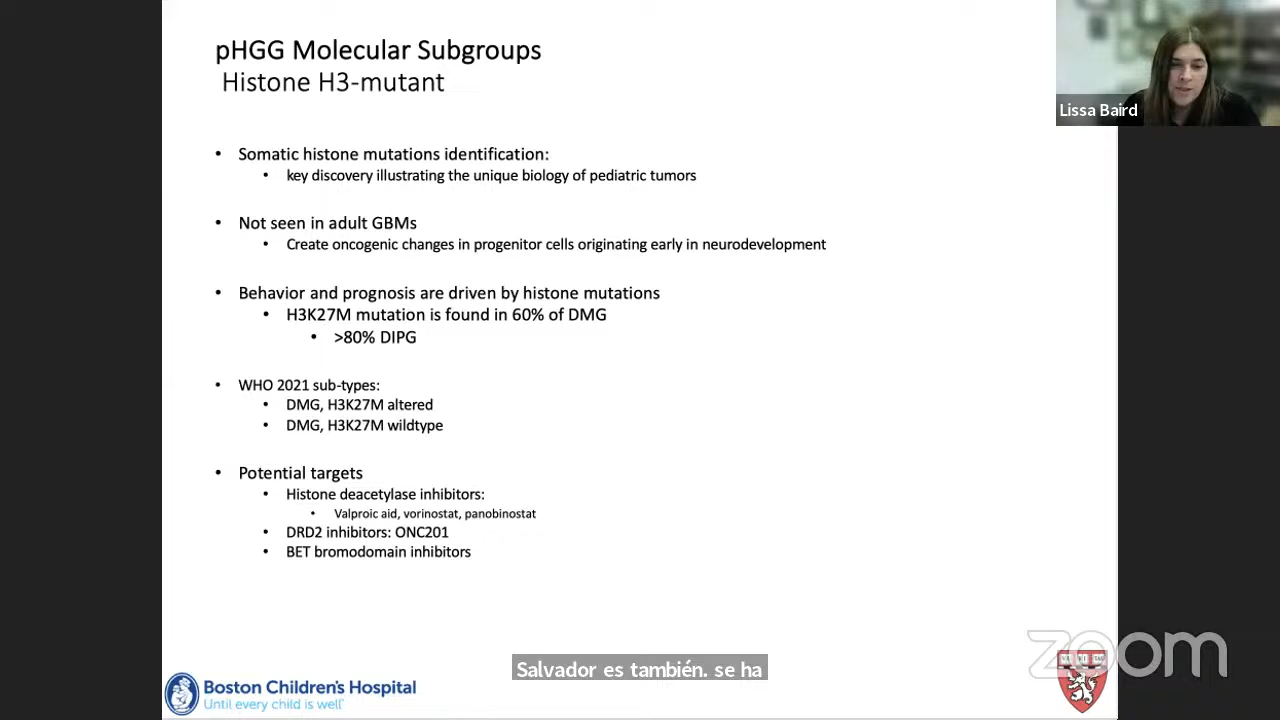 pHGG Molecular Subgroups
Histone H3-mutant
Lissa Baird
• Somatic histone mutations identification:
• key discovery illustrating the unique biology of pediatric tumors
• Not seen in adult GBMs
• Create oncogenic changes in progenitor cells originating early in neurodevelopment
• Behavior and prognosis are driven by histone mutations
• H3K27M mutation is found in 60% of DMG
• >80% DIPG
• WHO 2021 sub-types:
• DMG, H3K27M altered
• DMG, H3K27M wildtype
• Potential targets
• Histone deacetylase inhibitors:
• Valproic aid, vorinostat, panobinostat
• DRD2 inhibitors: ONC201
• BET bromodomain inhibitors
Salvador es también. se ha
zoom
Boston Children's Hospital
Until every child is well